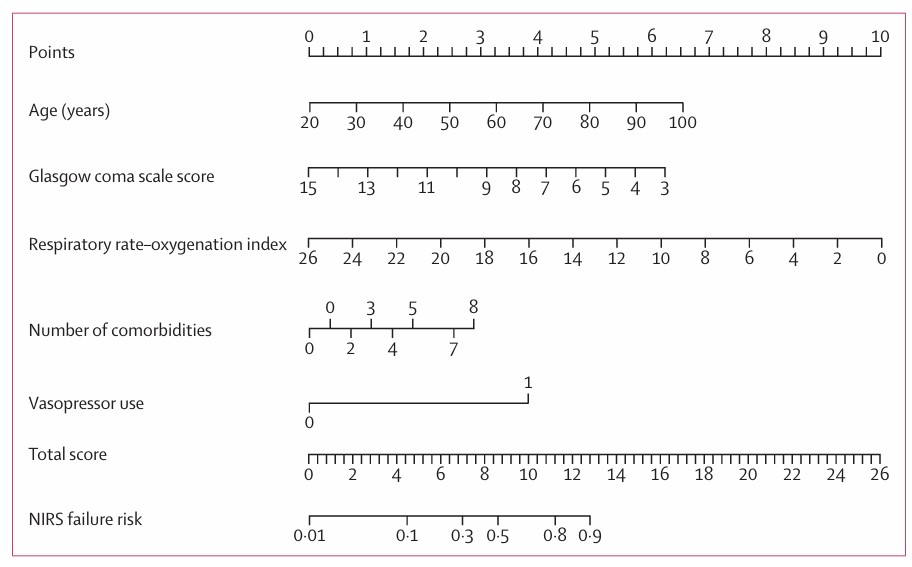 Points 0 1 2 3 4 5 6 7 8 9 10
Age (years) 20 30 40 50 60 70 80 90 100
Glasgow coma scale score 15 13 11 9 8 7 6 5 4 3
Respiratory rate–oxygenation index 26 24 22 20 18 16 14 12 10 8 6 4 2 0
0 3 5 8
Number of comorbidities
0 2 4 7
1
Vasopressor use
0
Total score 0 2 4 6 8 10 12 14 16 18 20 22 24 26
NIRS failure risk 0·01 0·1 0·3 0·5 0·8 0·9